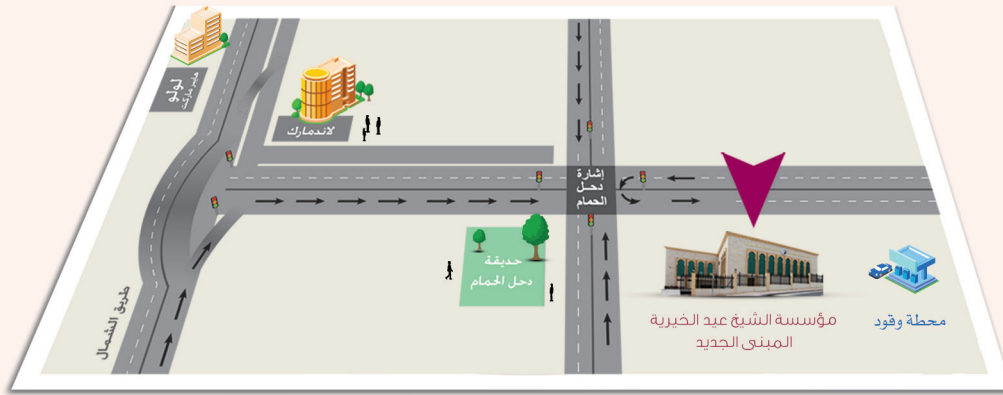 لولو
هايبر ماركت
لاندمارك
إشارة
دحل
الحمام
حديقة
دحل الحمام
طريق الشمال
مؤسسة الشيخ عيد الخيرية
المبنى الجديد
محطة وقود